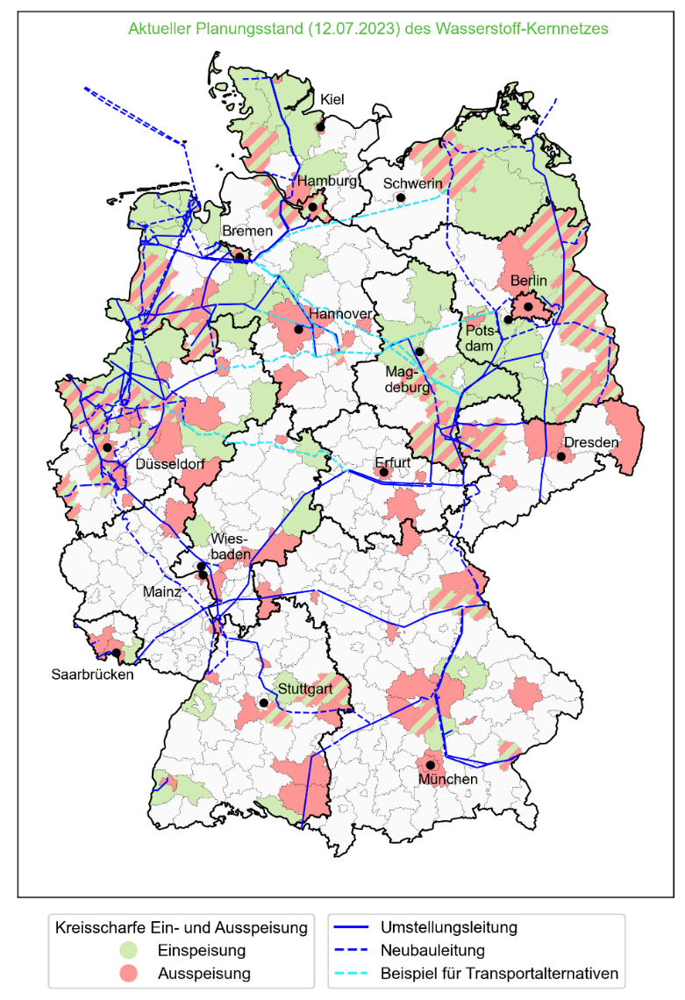 Aktueller Planungsstand (12.07.2023) des Wasserstoff-Kernnetzes
Kiel
Hamburg
Schwerin
Bremen
Berlin
Hannover
Pots-
dam
Mag-
deburg
Düsseldorf
Dresden
Erfurt
Wies-
baden
Mainz
Saarbrücken
Stuttgart
München
Kreisscharfe Ein- und Ausspeisung
Einspeisung
Ausspeisung
Umstellungsleitung
Neubauleitung
Beispiel für Transportalternativen